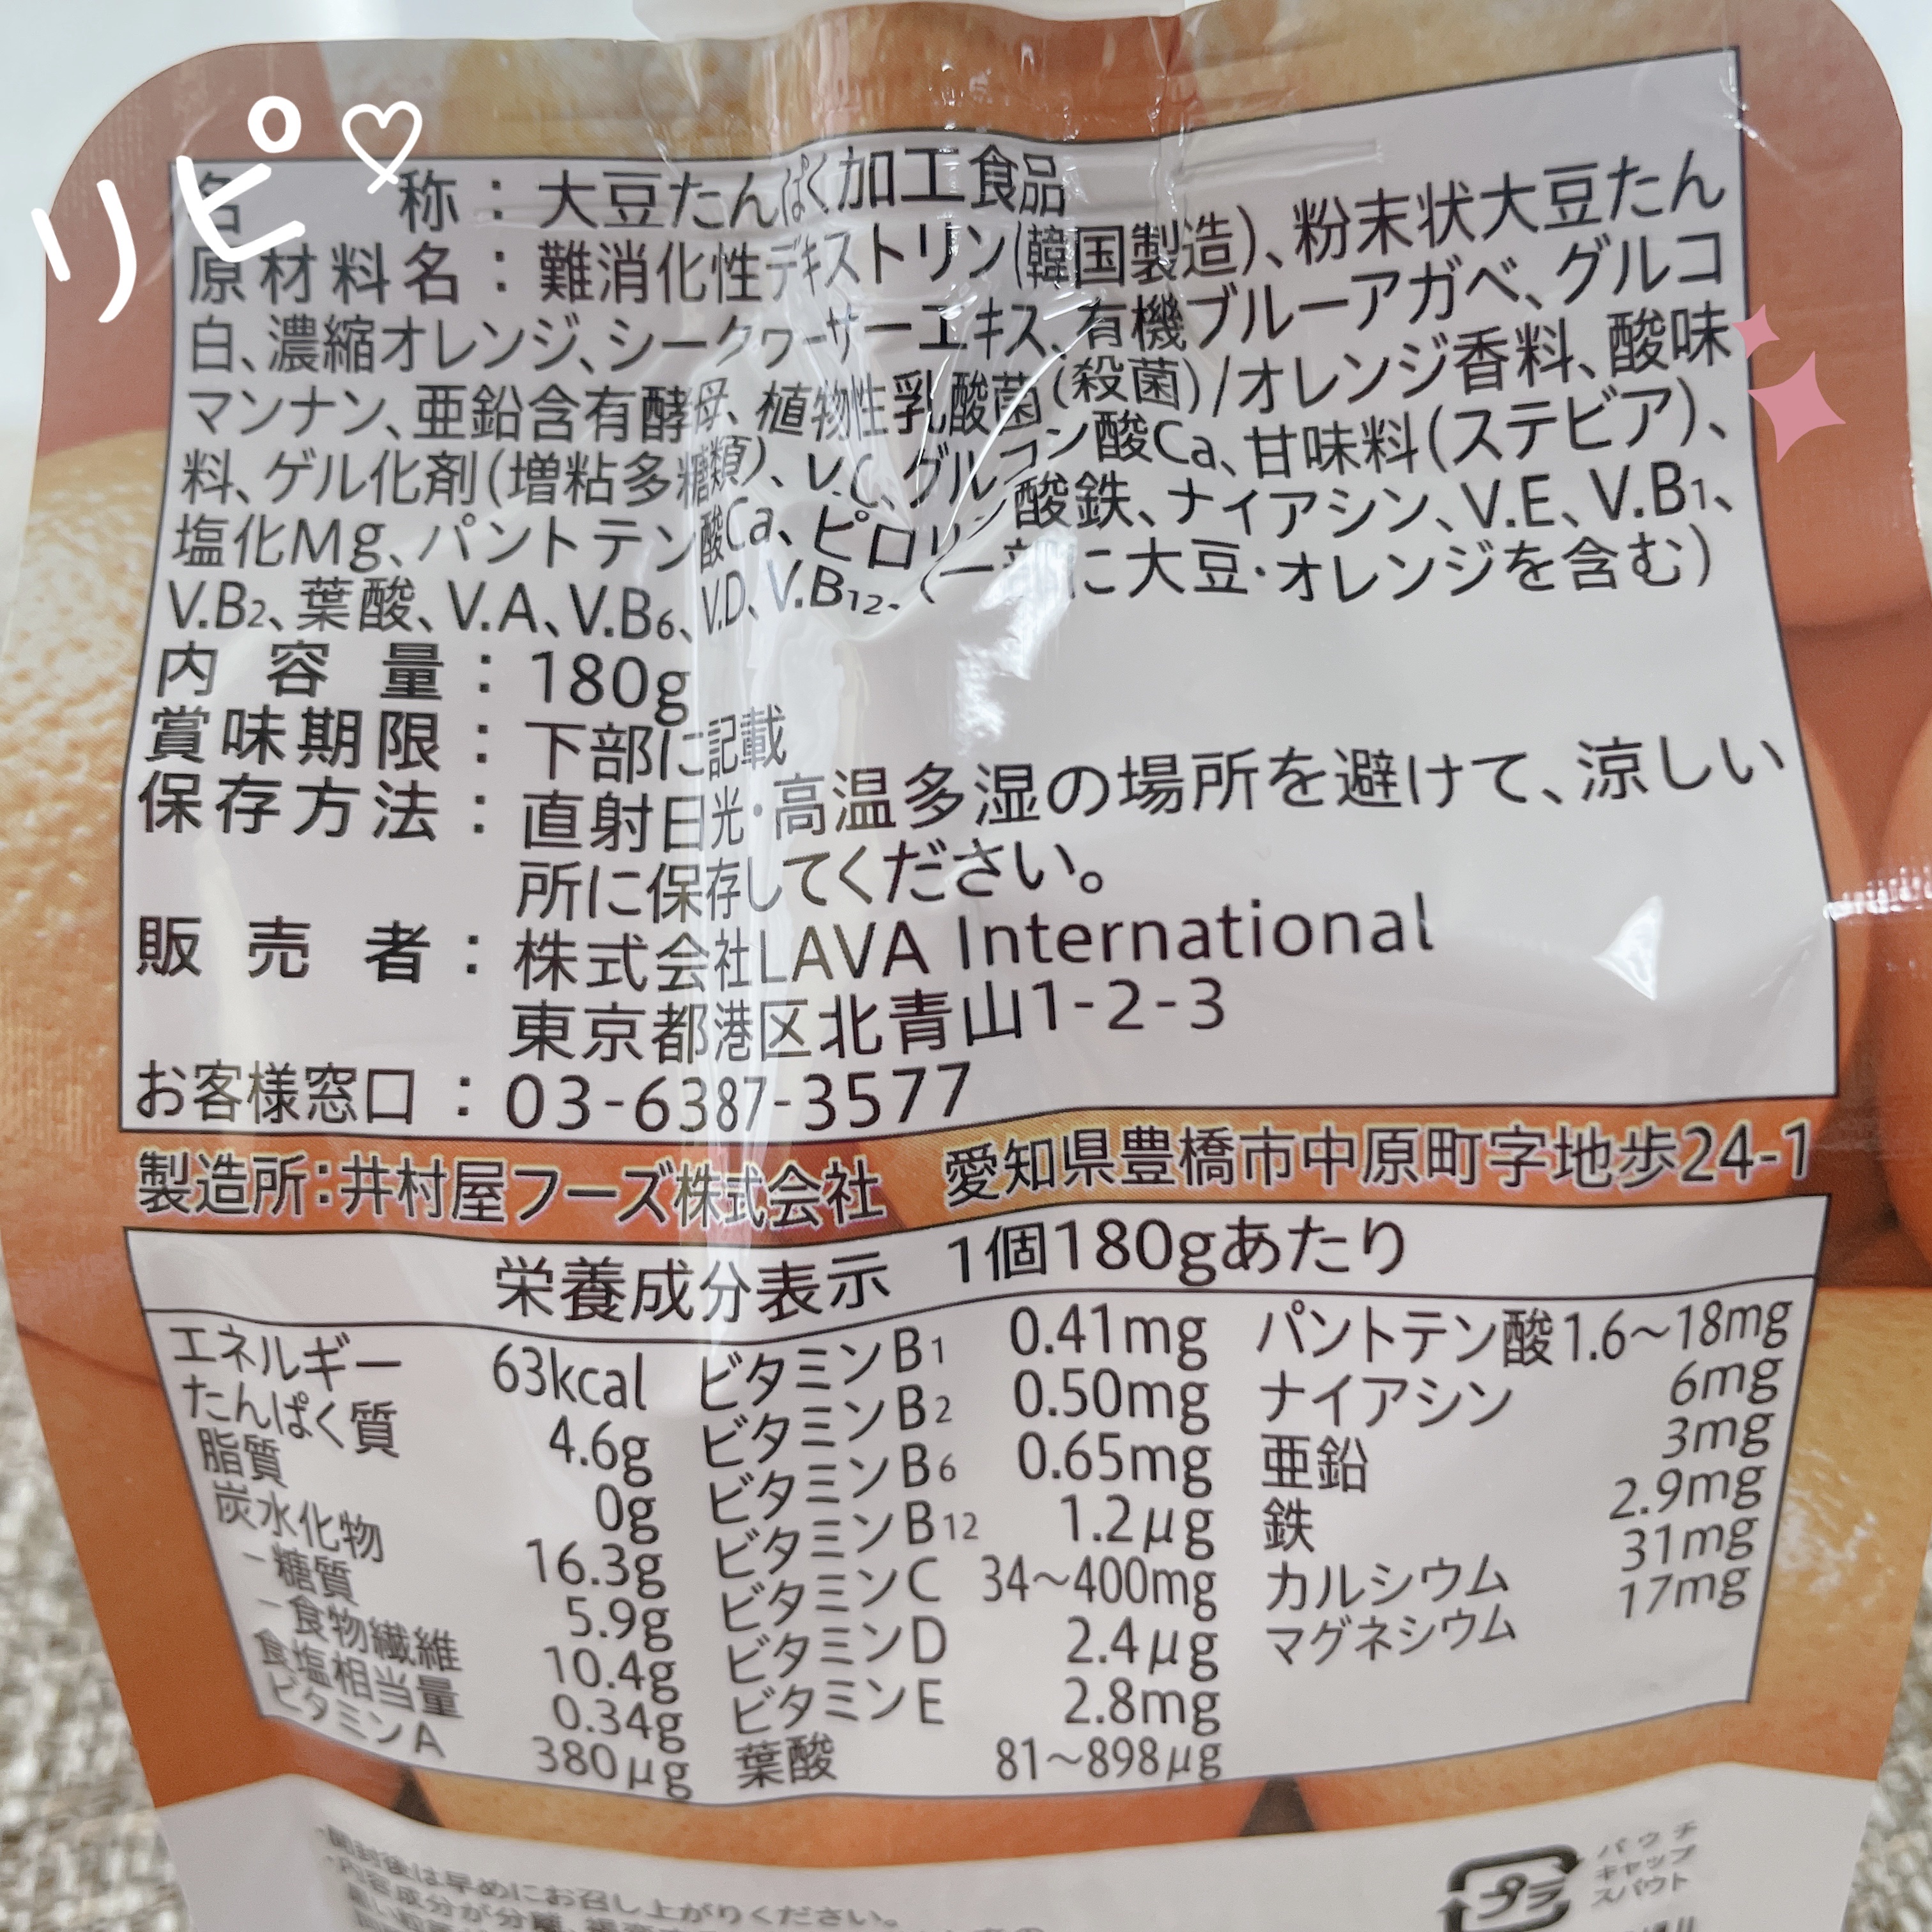 リピ♡
名称：大豆たんぱく加工食品
原材料名：難消化性デキストリン(韓国製造)、粉末状大豆たん
白、濃縮オレンジ、シークヮーサーエキス、有機ブルーアガベ、グルコ
マンナン、亜鉛含有酵母、植物性乳酸菌(殺菌)/オレンジ香料、酸味
料、ゲル化剤(増粘多糖類)、V.C、グルコン酸Ca、甘味料(ステビア)、
塩化Mg、パントテン酸Ca、ピロリン酸鉄、ナイアシン、V.E、V.B1、
V.B2、葉酸、V.A、V.B6、V.D、V.B12、(一部に大豆・オレンジを含む)
内容量：180g
賞味期限：下部に記載
保存方法：直射日光・高温多湿の場所を避けて、涼しい
所に保存してください。
販売者：株式会社LAVA International
東京都港区北青山1-2-3
お客様窓口：03-6387-3577
製造所：井村屋フーズ株式会社 愛知県豊橋市中原町字地歩24-1
栄養成分表示 1個180gあたり
エネルギー 63kcal ビタミンB1 0.41mg パントテン酸 1.6～18mg
たんぱく質 4.6g ビタミンB2 0.50mg ナイアシン 6mg
脂質 0g ビタミンB6 0.65mg 亜鉛 3mg
炭水化物 16.3g ビタミンB12 1.2μg 鉄 2.9mg
－糖質 5.9g ビタミンC 34～400mg カルシウム 31mg
－食物繊維 10.4g ビタミンD 2.4μg マグネシウム 17mg
食塩相当量 0.34g ビタミンE 2.8mg
ビタミンA 380μg 葉酸 81～898μg
・開封後は早めにお召し上がりください。
・内容成分が分離、
プラ
パウチ
キャップ
スパウト